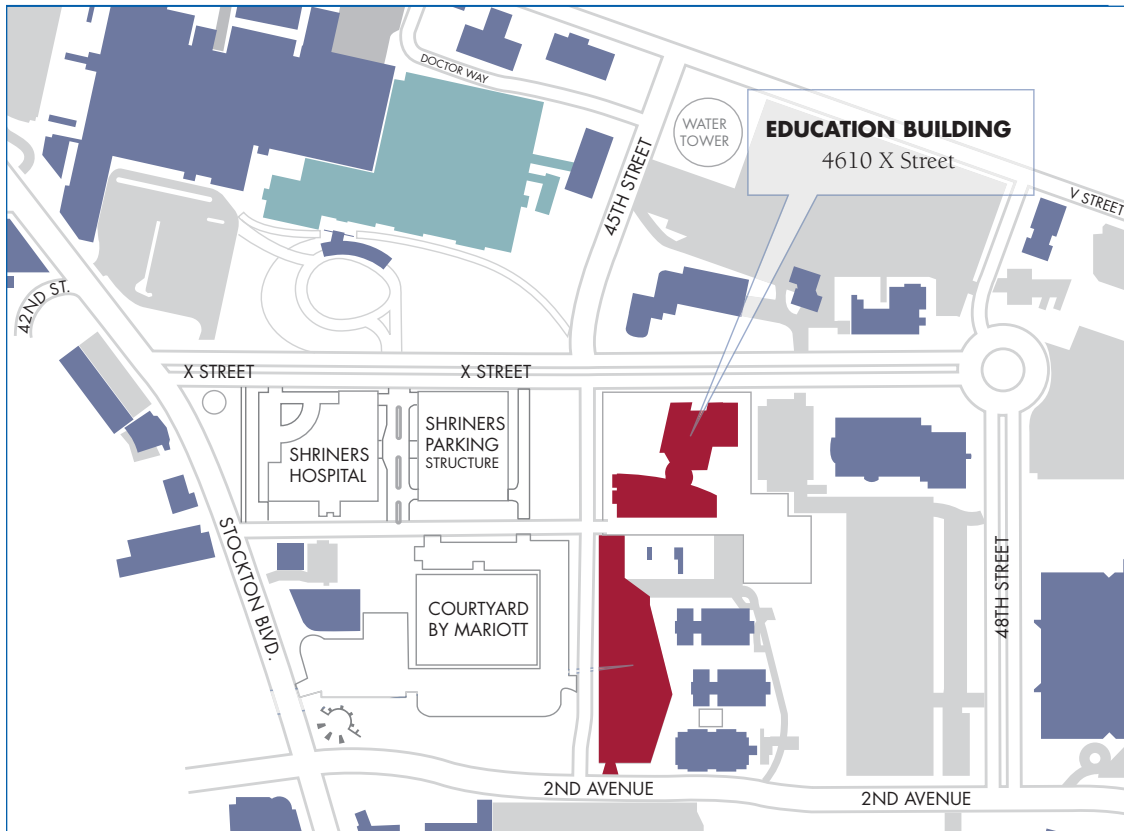 DOCTOR WAY
WATER
TOWER
EDUCATION BUILDING
4610 X Street
45TH STREET
V STREET
42ND ST.
X STREET
X STREET
SHRINERS
HOSPITAL
SHRINERS
PARKING
STRUCTURE
STOCKTON BLVD.
COURTYARD
BY MARIOTT
48TH STREET
2ND AVENUE
2ND AVENUE